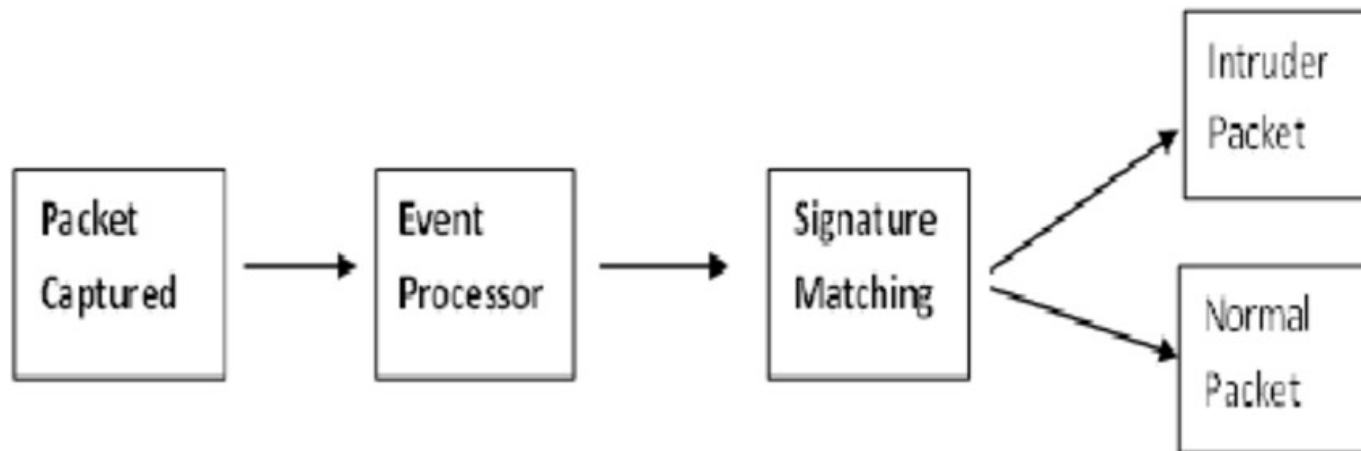 Packet
Captured
Event
Processor
Signature
Matching
Intruder
Packet
Normal
Packet